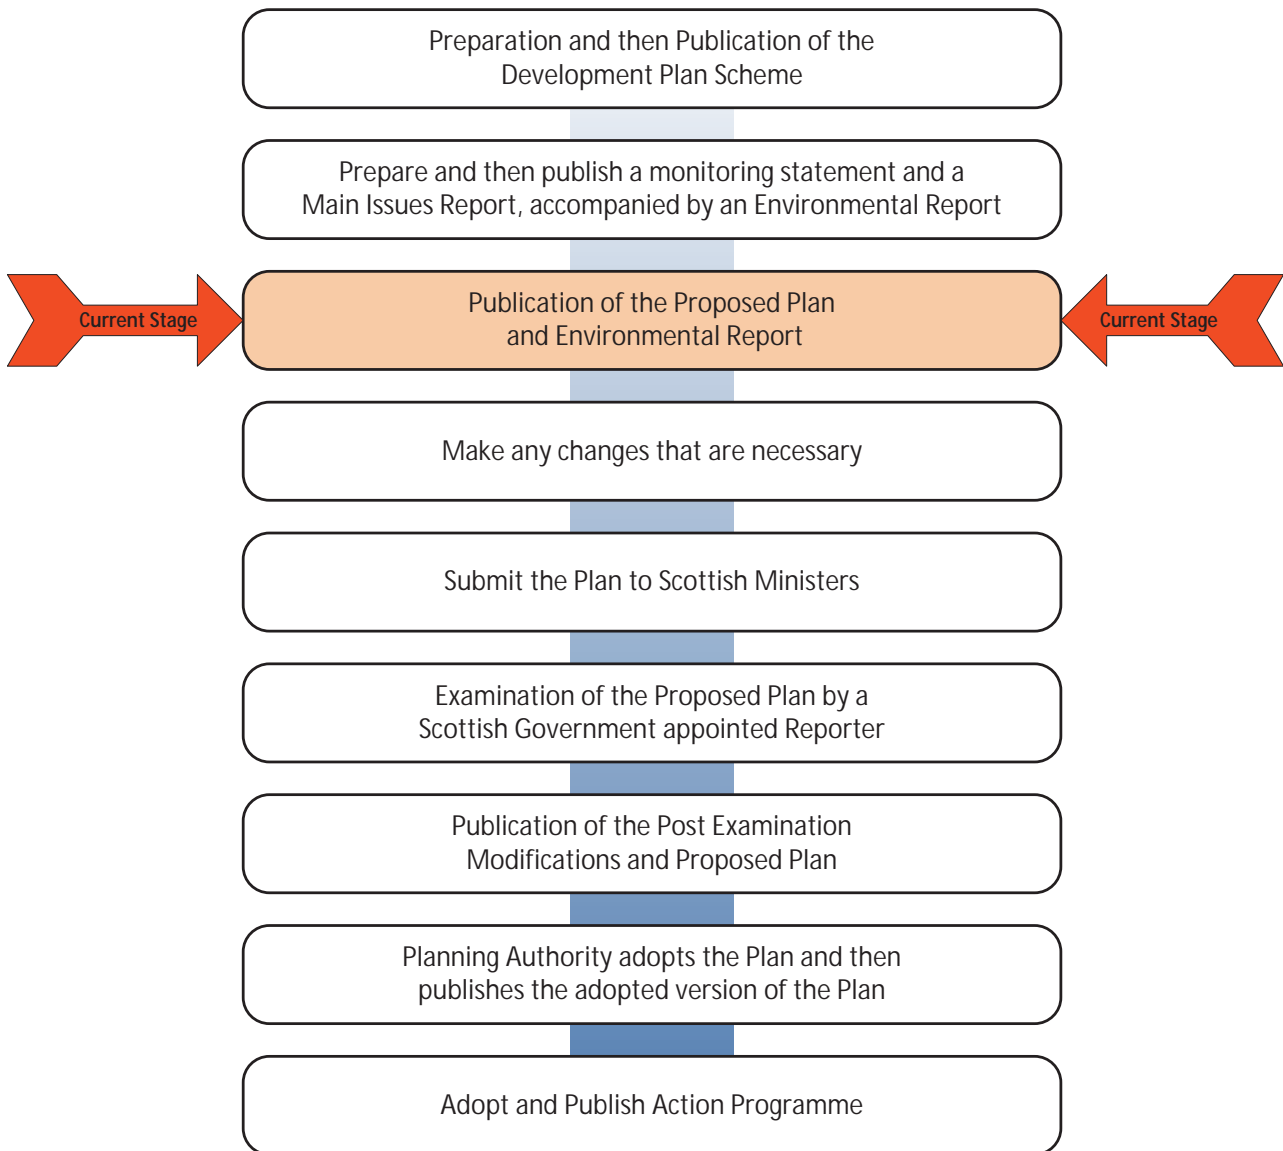 Preparation and then Publication of the
Development Plan Scheme
Prepare and then publish a monitoring statement and a
Main Issues Report, accompanied by an Environmental Report
Current Stage
Publication of the Proposed Plan
and Environmental Report
Current Stage
Make any changes that are necessary
Submit the Plan to Scottish Ministers
Examination of the Proposed Plan by a
Scottish Government appointed Reporter
Publication of the Post Examination
Modifications and Proposed Plan
Planning Authority adopts the Plan and then
publishes the adopted version of the Plan
Adopt and Publish Action Programme